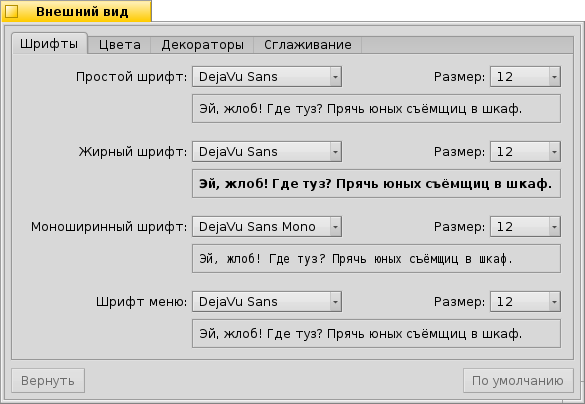 Внешний вид
Шрифты Цвета Декораторы Сглаживание
Простой шрифт: DejaVu Sans Размер: 12
Эй, жлоб! Где туз? Прячь юных съёмщиц в шкаф.
Жирный шрифт: DejaVu Sans Размер: 12
Эй, жлоб! Где туз? Прячь юных съёмщиц в шкаф.
Моноширинный шрифт: DejaVu Sans Mono Размер: 12
Эй, жлоб! Где туз? Прячь юных съёмщиц в шкаф.
Шрифт меню: DejaVu Sans Размер: 12
Эй, жлоб! Где туз? Прячь юных съёмщиц в шкаф.
Вернуть По умолчанию